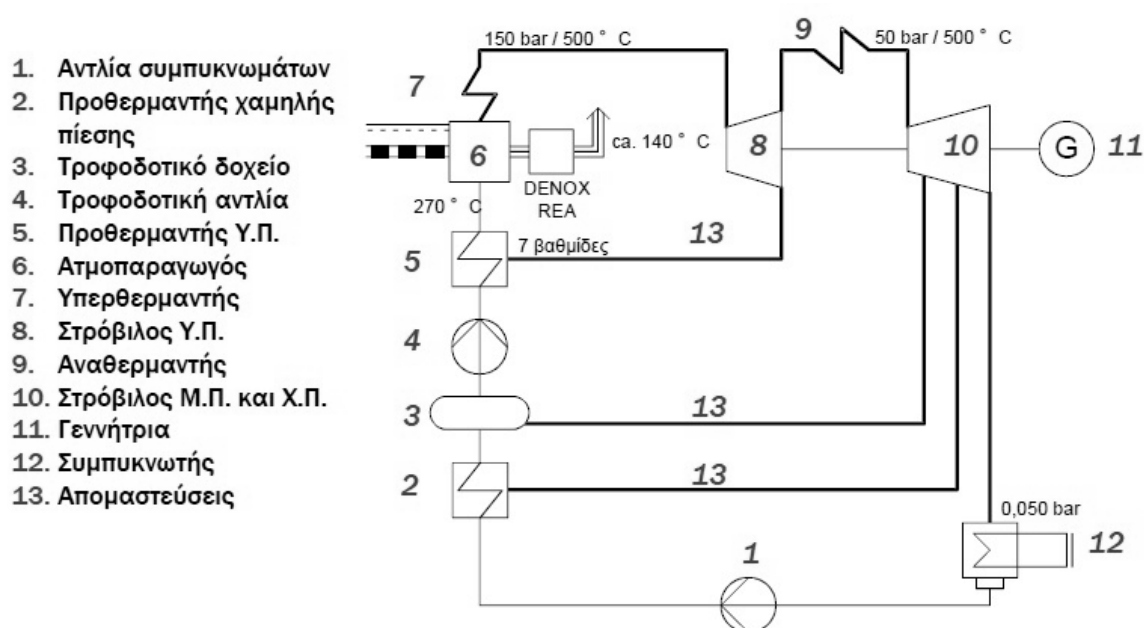 1. Αντλία συμπυκνωμάτων
2. Προθερμαντής χαμηλής
πίεσης
3. Τροφοδοτικό δοχείο
4. Τροφοδοτική αντλία
5. Προθερμαντής Υ.Π.
6. Ατμοπαραγωγός
7. Υπερθερμαντής
8. Στρόβιλος Υ.Π.
9. Αναθερμαντής
10. Στρόβιλος Μ.Π. και Χ.Π.
11. Γεννήτρια
12. Συμπυκνωτής
13. Απομαστεύσεις
150 bar / 500 ° C
9
50 bar / 500 ° C
7
6
ca. 140 ° C
8
10
G
11
DENOX
REA
270 ° C
5
7 βαθμίδες
13
4
3
13
2
13
0,050 bar
12
1